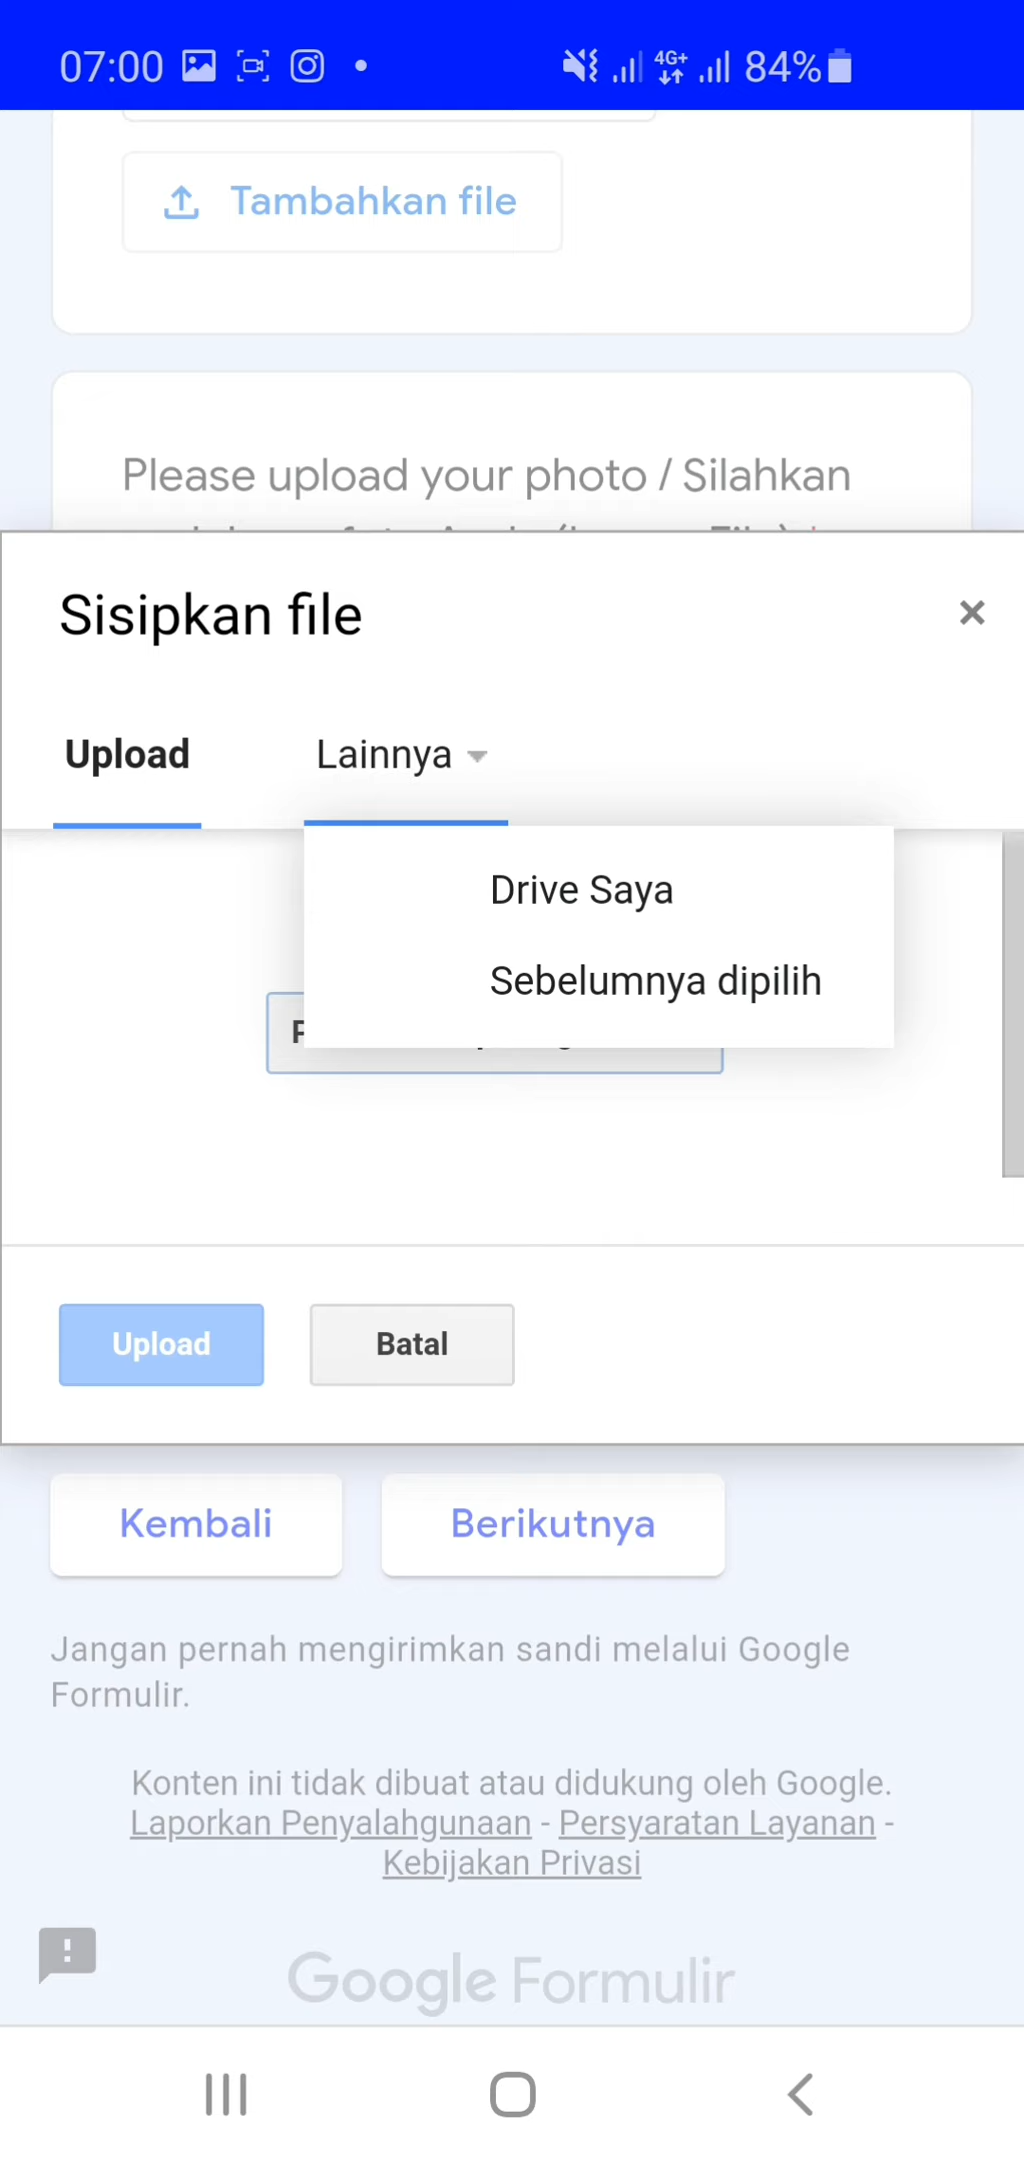 07:00 4G+ 84%
Tambahkan file
Please upload your photo / Silahkan
Sisipkan file
Upload Lainnya
Drive Saya
Sebelumnya dipilih
Upload Batal
Kembali Berikutnya
Jangan pernah mengirimkan sandi melalui Google
Formulir.
Konten ini tidak dibuat atau didukung oleh Google.
Laporkan Penyalahgunaan - Persyaratan Layanan -
Kebijakan Privasi
Google Formulir